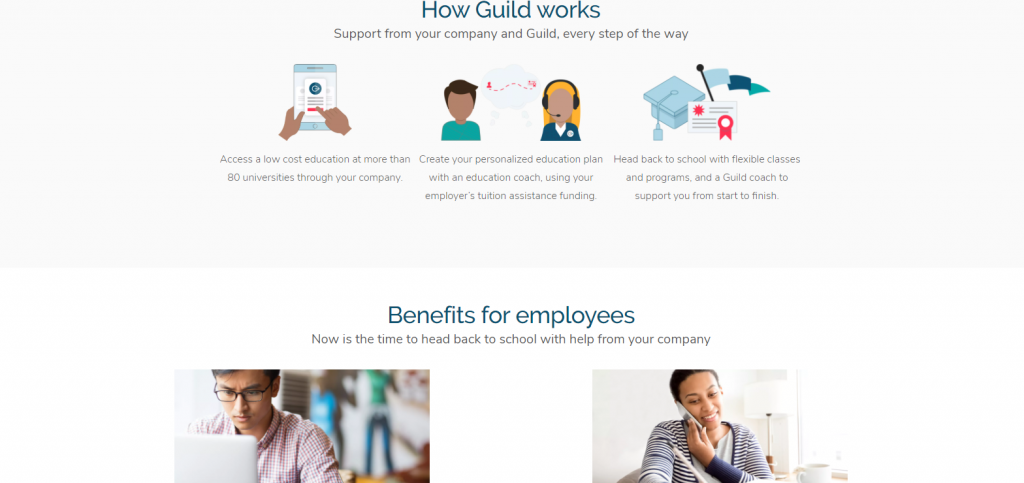 How Guild works
Support from your company and Guild, every step of the way
Access a low cost education at more than
80 universities through your company.
Create your personalized education plan
with an education coach, using your
employer's tuition assistance funding.
Head back to school with flexible classes
and programs, and a Guild coach to
support you from start to finish.
Benefits for employees
Now is the time to head back to school with help from your company